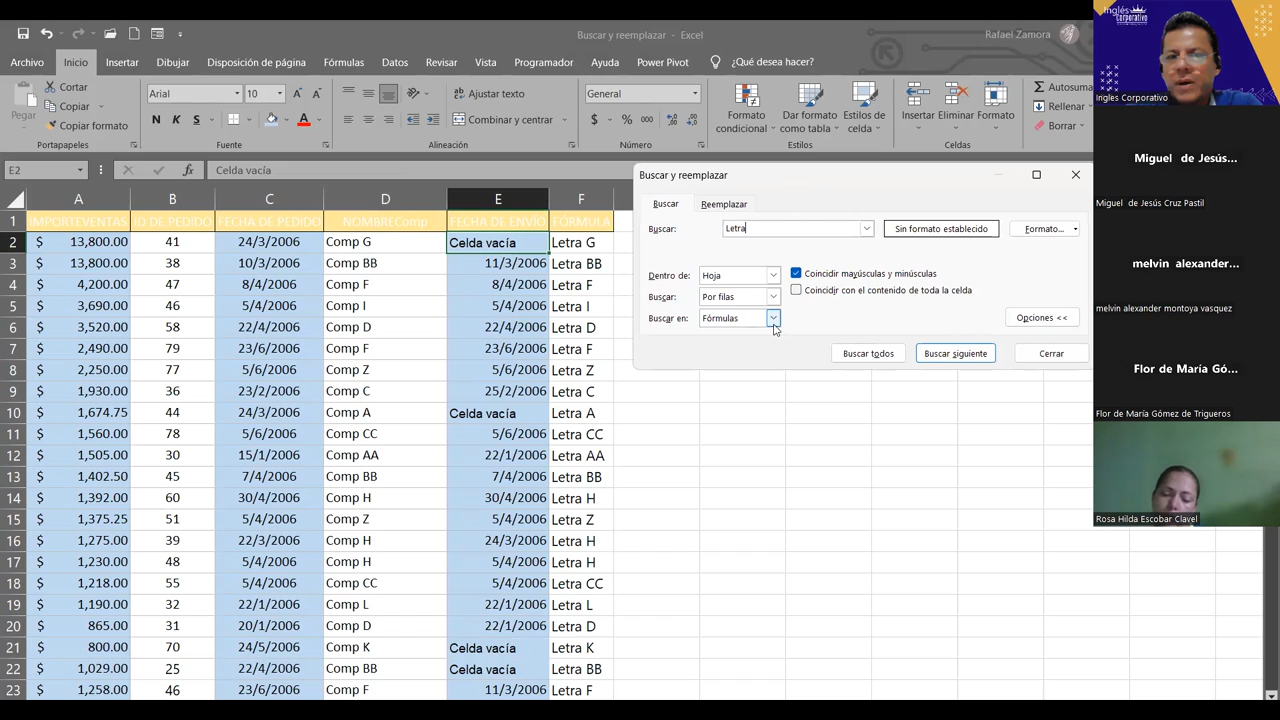 Buscar y reemplazar - Excel
Rafael Zamora
Archivo Inicio Insertar Dibujar Disposición de página Fórmulas Datos Revisar Vista Programador Ayuda Power Pivot ¿Qué desea hacer?
Pegar
Cortar
Copiar
Copiar formato
Portapapeles
Arial 10
N K S
Fuente
Ajustar texto
Combinar y centrar
Alineación
General
$ % 000
Número
Formato condicional
Dar formato como tabla
Estilos de celda
Estilos
Insertar Eliminar Formato
Celdas
Autosuma
Rellenar
Borrar
E2 fx Celda vacía
A B C D E F
1 IMPORTEVENTAS ID DE PEDIDO FECHA DE PEDIDO NOMBREComp FECHA DE ENVÍO FÓRMULA
2 $ 13,800.00 41 24/3/2006 Comp G Celda vacía Letra G
3 $ 13,800.00 38 10/3/2006 Comp BB 11/3/2006 Letra BB
4 $ 4,200.00 47 8/4/2006 Comp F 8/4/2006 Letra F
5 $ 3,690.00 46 5/4/2006 Comp I 5/4/2006 Letra I
6 $ 3,520.00 58 22/4/2006 Comp D 22/4/2006 Letra D
7 $ 2,490.00 79 23/6/2006 Comp F 23/6/2006 Letra F
8 $ 2,250.00 77 5/6/2006 Comp Z 5/6/2006 Letra Z
9 $ 1,930.00 36 23/2/2006 Comp C 25/2/2006 Letra C
10 $ 1,674.75 44 24/3/2006 Comp A Celda vacía Letra A
11 $ 1,560.00 78 5/6/2006 Comp CC 5/6/2006 Letra CC
12 $ 1,505.00 30 15/1/2006 Comp AA 22/1/2006 Letra AA
13 $ 1,402.50 45 7/4/2006 Comp BB 7/4/2006 Letra BB
14 $ 1,392.00 60 30/4/2006 Comp H 30/4/2006 Letra H
15 $ 1,375.25 51 5/4/2006 Comp Z 5/4/2006 Letra Z
16 $ 1,275.00 39 22/3/2006 Comp H 24/3/2006 Letra H
17 $ 1,230.00 48 5/4/2006 Comp H 5/4/2006 Letra H
18 $ 1,218.00 55 5/4/2006 Comp CC 5/4/2006 Letra CC
19 $ 1,190.00 32 22/1/2006 Comp L 22/1/2006 Letra L
20 $ 865.00 31 20/1/2006 Comp D 22/1/2006 Letra D
21 $ 800.00 70 24/5/2006 Comp K Celda vacía Letra K
22 $ 1,029.00 25 22/4/2006 Comp BB Celda vacía Letra BB
23 $ 1,258.00 46 23/6/2006 Comp F 11/3/2006 Letra F
Buscar y reemplazar
Buscar Reemplazar
Buscar: Letra Sin formato establecido Formato...
Dentro de: Hoja Coincidir mayúsculas y minúsculas
Buscar: Por filas Coincidir con el contenido de toda la celda
Buscar en: Fórmulas Opciones <<
Buscar todos Buscar siguiente Cerrar
Inglés
corporativo
Ingles Corporativo
Miguel de Jesús...
Miguel de Jesús Cruz Pastil
melvin alexander...
melvin alexander montoya vasquez
Flor de María Gó...
Flor de María Gómez de Trigueros
Rosa Hilda Escobar Clavel